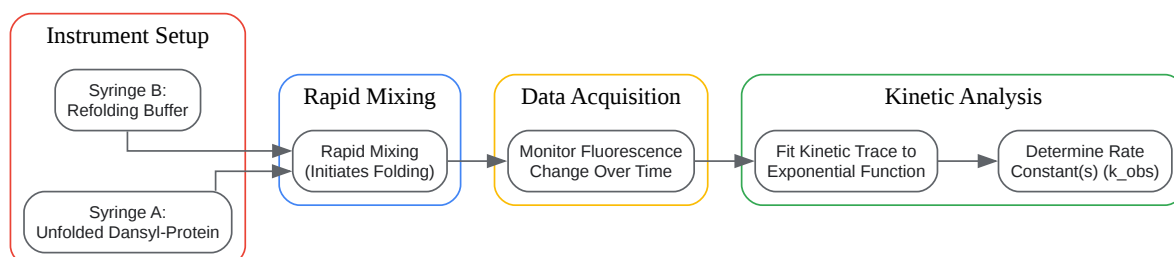 Instrument Setup
Syringe B:
Refolding Buffer
Syringe A:
Unfolded Dansyl-Protein
Rapid Mixing
Rapid Mixing
(Initiates Folding)
Data Acquisition
Monitor Fluorescence
Change Over Time
Kinetic Analysis
Fit Kinetic Trace to
Exponential Function
Determine Rate
Constant(s) (k_obs)